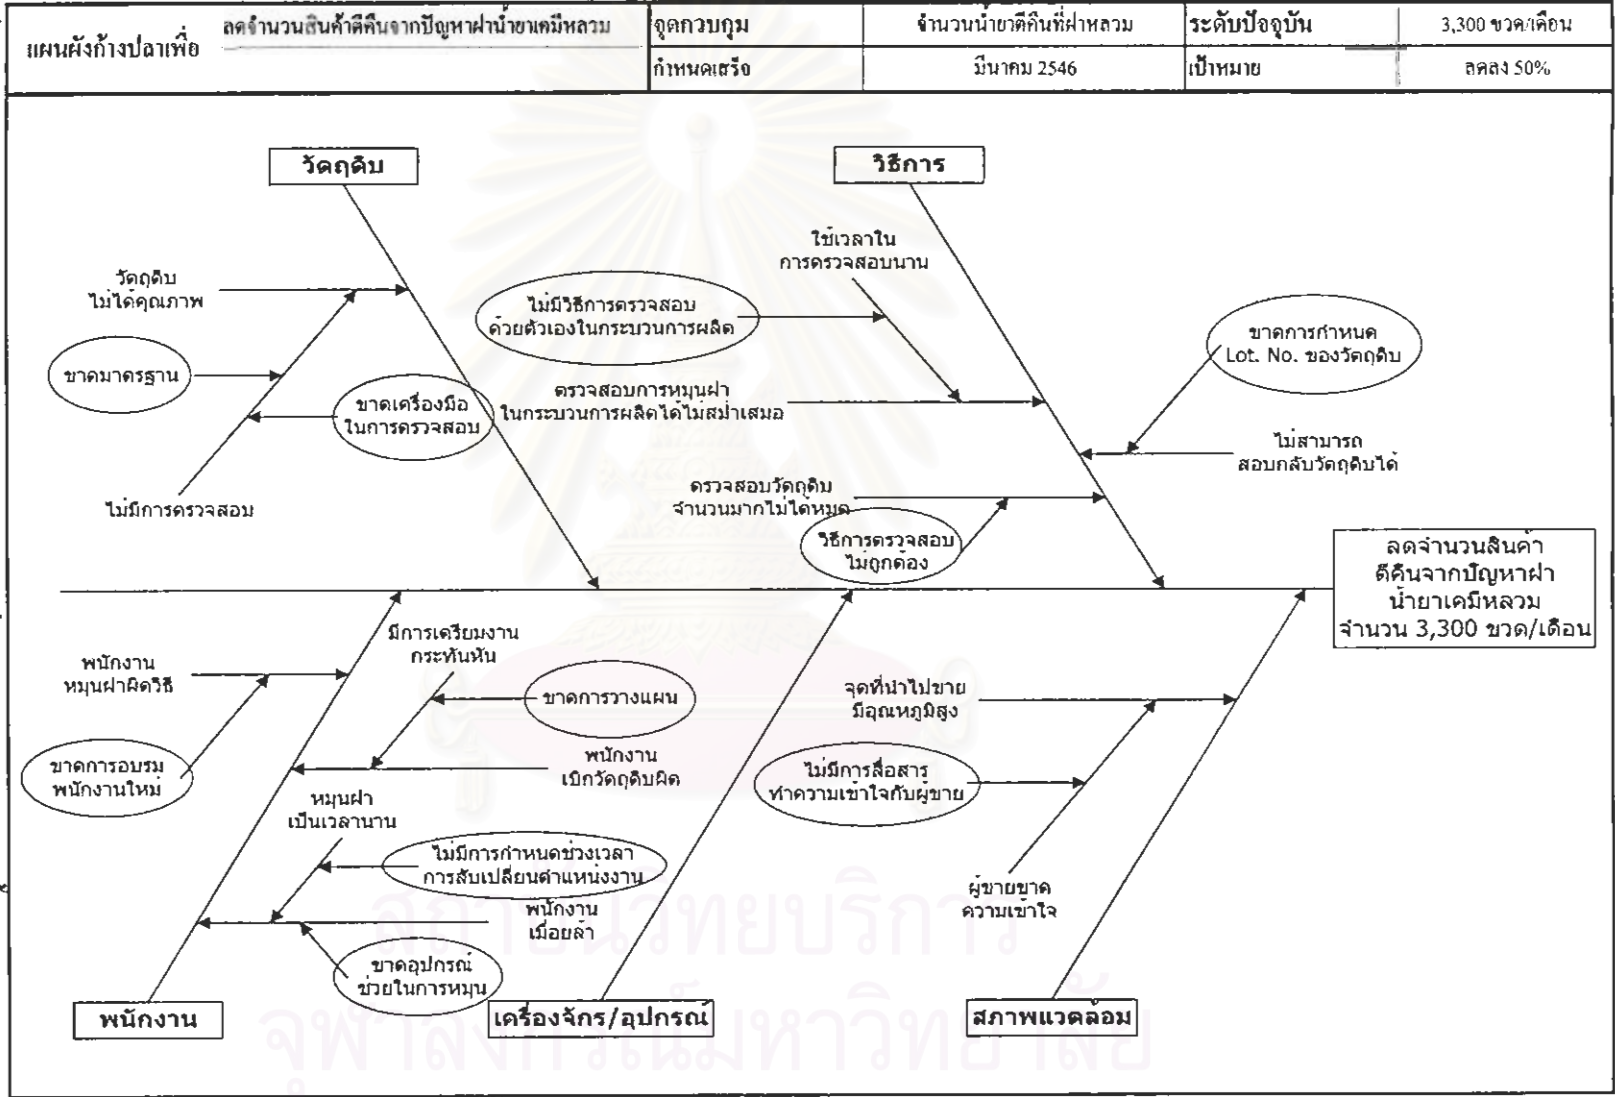 แผนผังก้างปลาเพื่อ
ลดจำนวนสินค้าตีคืนจากปัญหาฝาน้ำยาเคมีหลวม
จุดควบคุม
จำนวนน้ำยาตีคืนที่ฝาหลวม
ระดับปัจจุบัน
3,300 ขวด/เดือน
กำหนดเสร็จ
มีนาคม 2546
เป้าหมาย
ลดลง 50%
วัตถุดิบ
วิธีการ
วัตถุดิบ
ไม่ได้คุณภาพ
ขาดมาตรฐาน
ขาดเครื่องมือ
ในการตรวจสอบ
ไม่มีการตรวจสอบ
ใช้เวลาใน
การตรวจสอบนาน
ไม่มีวิธีการตรวจสอบ
ด้วยตัวเองในกระบวนการผลิต
ตรวจสอบการหมุนฝา
ในกระบวนการผลิตได้ไม่สม่ำเสมอ
ขาดการกำหนด
Lot. No. ของวัตถุดิบ
ไม่สามารถ
สอบกลับวัตถุดิบได้
ตรวจสอบวัตถุดิบ
จำนวนมากไม่ได้หมด
วิธีการตรวจสอบ
ไม่ถูกต้อง
ลดจำนวนสินค้า
ตีคืนจากปัญหาฝา
น้ำยาเคมีหลวม
จำนวน 3,300 ขวด/เดือน
พนักงาน
หมุนฝาผิดวิธี
ขาดการอบรม
พนักงานใหม่
มีการเตรียมงาน
กระทันหัน
ขาดการวางแผน
พนักงาน
เบิกวัตถุดิบผิด
หมุนฝา
เป็นเวลานาน
ไม่มีการกำหนดช่วงเวลา
การสับเปลี่ยนตำแหน่งงาน
พนักงาน
เมื่อยล้า
ขาดอุปกรณ์
ช่วยในการหมุน
จุดที่นำไปขาย
มีอุณหภูมิสูง
ไม่มีการสื่อสาร
ทำความเข้าใจกับผู้ขาย
ผู้ขายขาด
ความเข้าใจ
พนักงาน
เครื่องจักร/อุปกรณ์
สภาพแวดล้อม
สถาบันวิทยบริการ
จุฬาลงกรณ์มหาวิทยาลัย